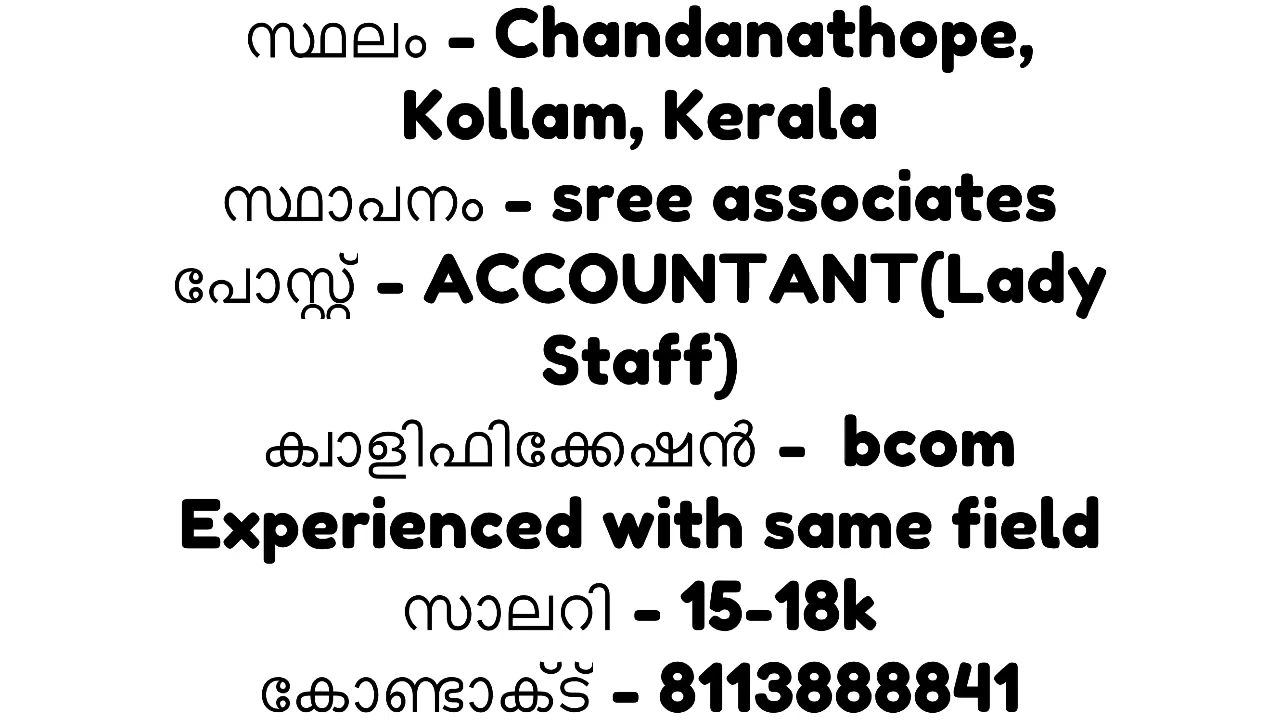 സ്ഥലം - Chandanathope,
Kollam, Kerala
സ്ഥാപനം - sree associates
പോസ്റ്റ് - ACCOUNTANT(Lady
Staff)
ക്വാളിഫിക്കേഷൻ - bcom
Experienced with same field
സാലറി - 15-18k
കോണ്ടാക്ട് - 8113888841